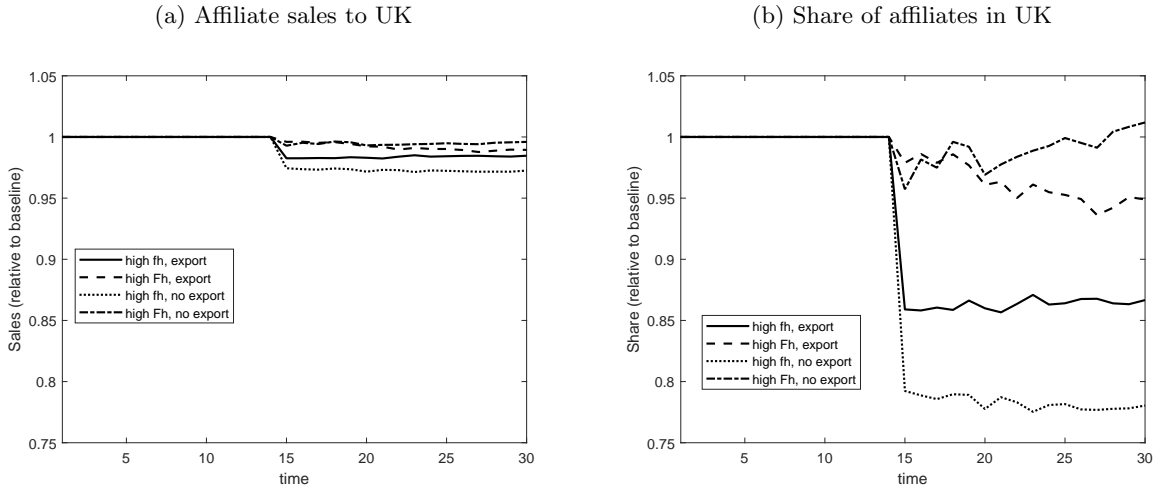 (a) Affiliate sales to UK
1.05
1
0.95
0.9
0.85
0.8
0.75
Sales (relative to baseline)
high fh, export
high Fh, export
high fh, no export
high Fh, no export
5 10 15 20 25 30
time
(b) Share of affiliates in UK
1.05
1
0.95
0.9
0.85
0.8
0.75
Share (relative to baseline)
high fh, export
high Fh, export
high fh, no export
high Fh, no export
5 10 15 20 25 30
time